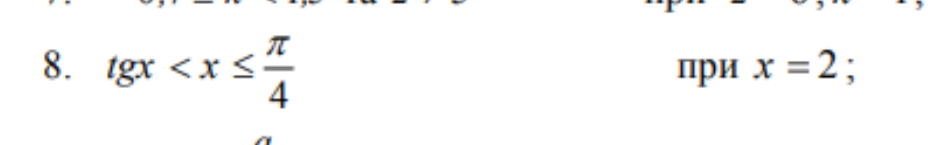 8. tgx < x ≤ π/4 при x = 2;